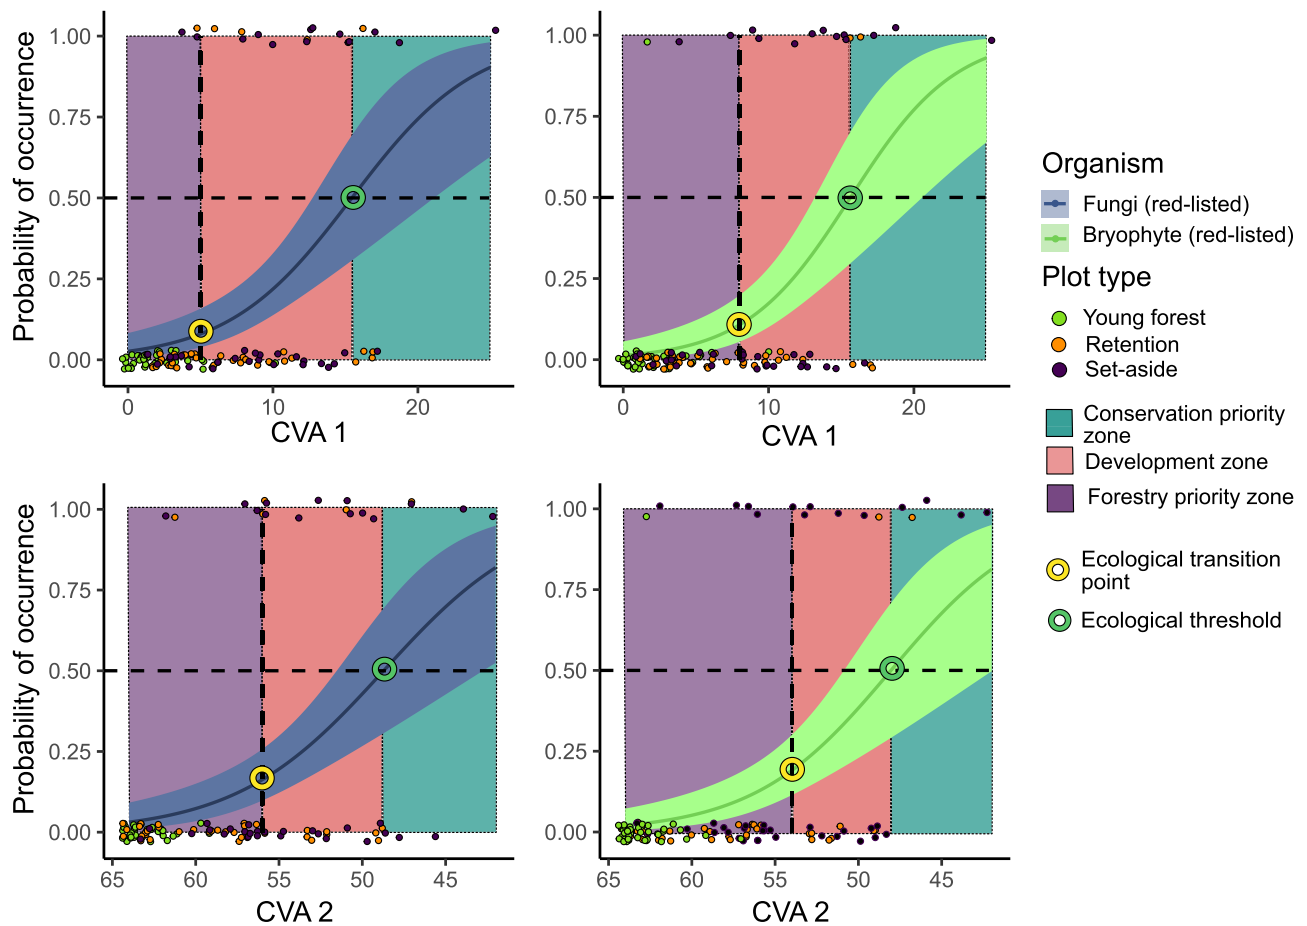 Probability of occurrence
1.00
0.75
0.50
0.25
0.00
0
10
20
CVA 1
1.00
0.75
0.50
0.25
0.00
0
10
20
CVA 1
Probability of occurrence
1.00
0.75
0.50
0.25
0.00
65
60
55
50
45
CVA 2
1.00
0.75
0.50
0.25
0.00
65
60
55
50
45
CVA 2
Organism
Fungi (red-listed)
Bryophyte (red-listed)
Plot type
Young forest
Retention
Set-aside
Conservation priority
zone
Development zone
Forestry priority zone
Ecological transition
point
Ecological threshold